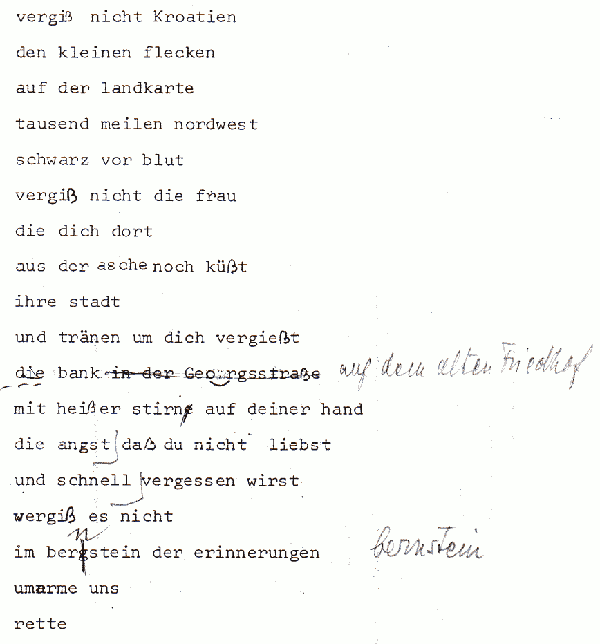 vergiß nicht Kroatien
den kleinen flecken
auf der landkarte
tausend meilen nordwest
schwarz vor blut
vergiß nicht die frau
die dich dort
aus der asche noch küßt
ihre stadt
und tränen um dich vergießt
die bank in der Georgsstraße auf dem alten Friedhof
mit heißer stirne auf deiner hand
die angst daß du nicht liebst
und schnell vergessen wirst
vergiß es nicht
n
im bergstein der erinnerungen bernstein
umarme uns
rette